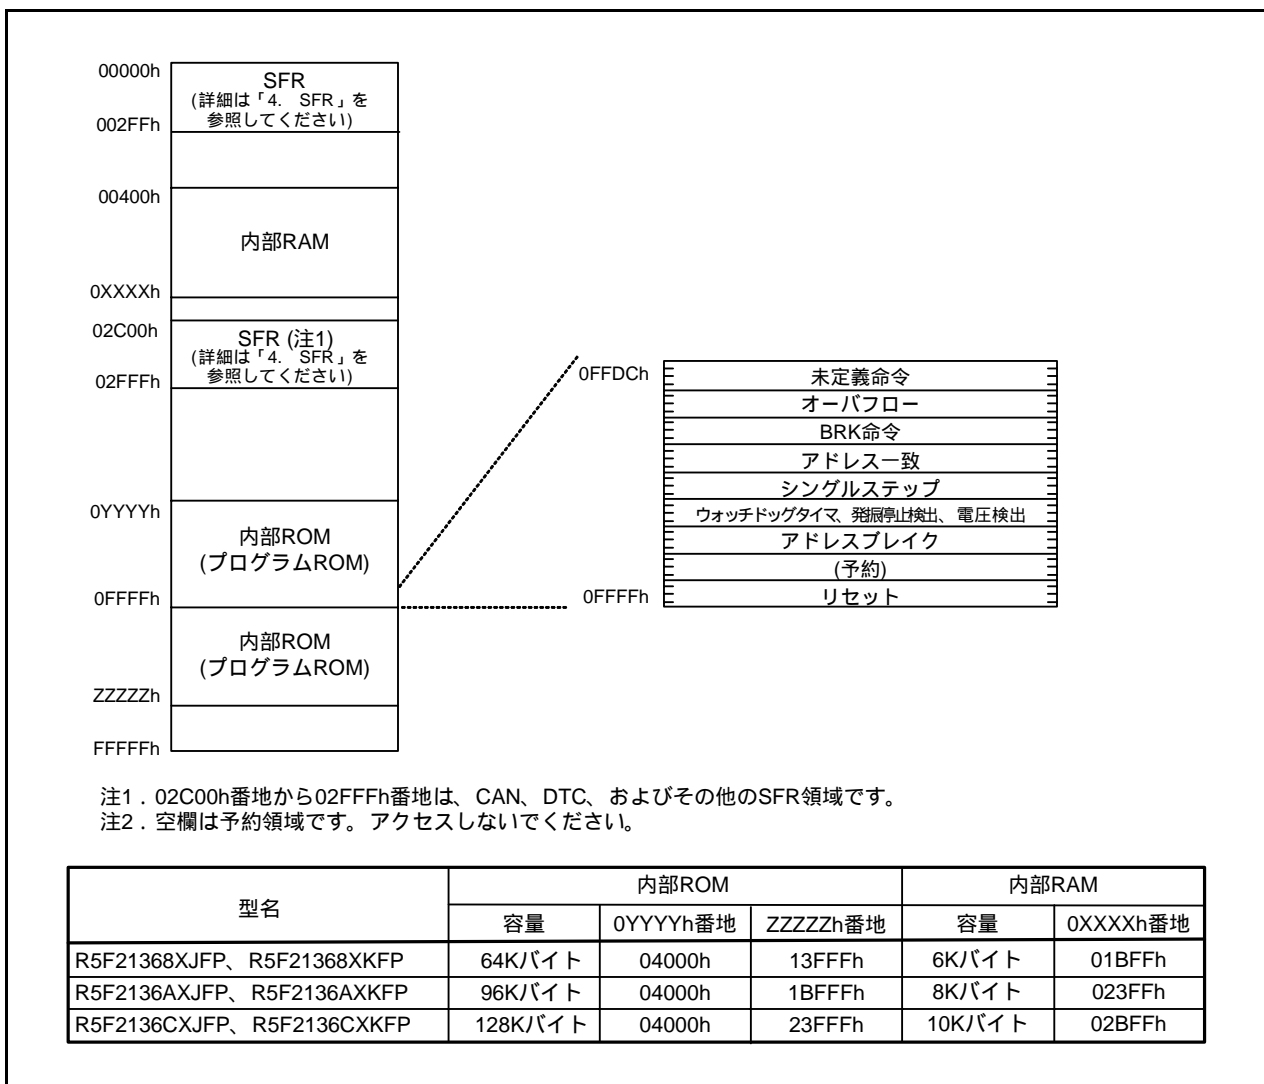 00000h
SFR
(詳細は「4. SFR」を
参照してください)
002FFh
00400h
内部RAM
0XXXXh
02C00h
SFR (注1)
(詳細は「4. SFR」を
参照してください)
02FFFh
0YYYYh
内部ROM
(プログラムROM)
0FFFFh
内部ROM
(プログラムROM)
ZZZZZh
FFFFFh
0FFDCh
未定義命令
オーバフロー
BRK命令
アドレス一致
シングルステップ
ウォッチドッグタイマ、発振停止検出、電圧検出
アドレスブレイク
(予約)
0FFFFh
リセット
注1．02C00h番地から02FFFh番地は、CAN、DTC、およびその他のSFR領域です。
注2．空欄は予約領域です。アクセスしないでください。
型名 内部ROM 内部RAM
容量 0YYYYh番地 ZZZZZh番地 容量 0XXXXh番地
R5F21368XJFP、R5F21368XKFP 64Kバイト 04000h 13FFFh 6Kバイト 01BFFh
R5F2136AXJFP、R5F2136AXKFP 96Kバイト 04000h 1BFFFh 8Kバイト 023FFh
R5F2136CXJFP、R5F2136CXKFP 128Kバイト 04000h 23FFFh 10Kバイト 02BFFh